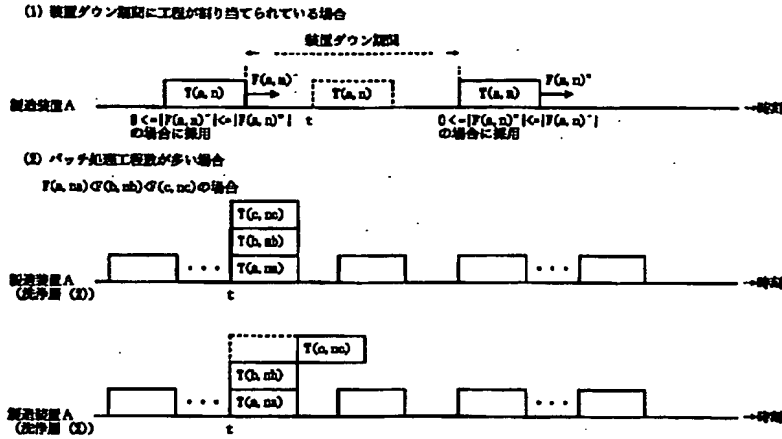 (1) 装置ダウン期間に工程が割り当てられている場合
装置ダウン期間
F(a, n)⁻
F(a, n)⁺
T(a, n)
T(a, n)
T(a, n)
製造装置A
→時刻
0<=|F(a, n)⁻|<=|F(a, n)⁺|
の場合に採用
t
0<=|F(a, n)⁺|<=|F(a, n)⁻|
の場合に採用
(2) バッチ処理工程数が多い場合
F(a, na)<F(b, nb)<F(c, nc)の場合
T(c, nc)
T(b, nb)
T(a, na)
製造装置A
(洗浄層 (2))
t
→時刻
T(c, nc)
T(b, nb)
T(a, na)
製造装置A
(洗浄層 (2))
t
→時刻